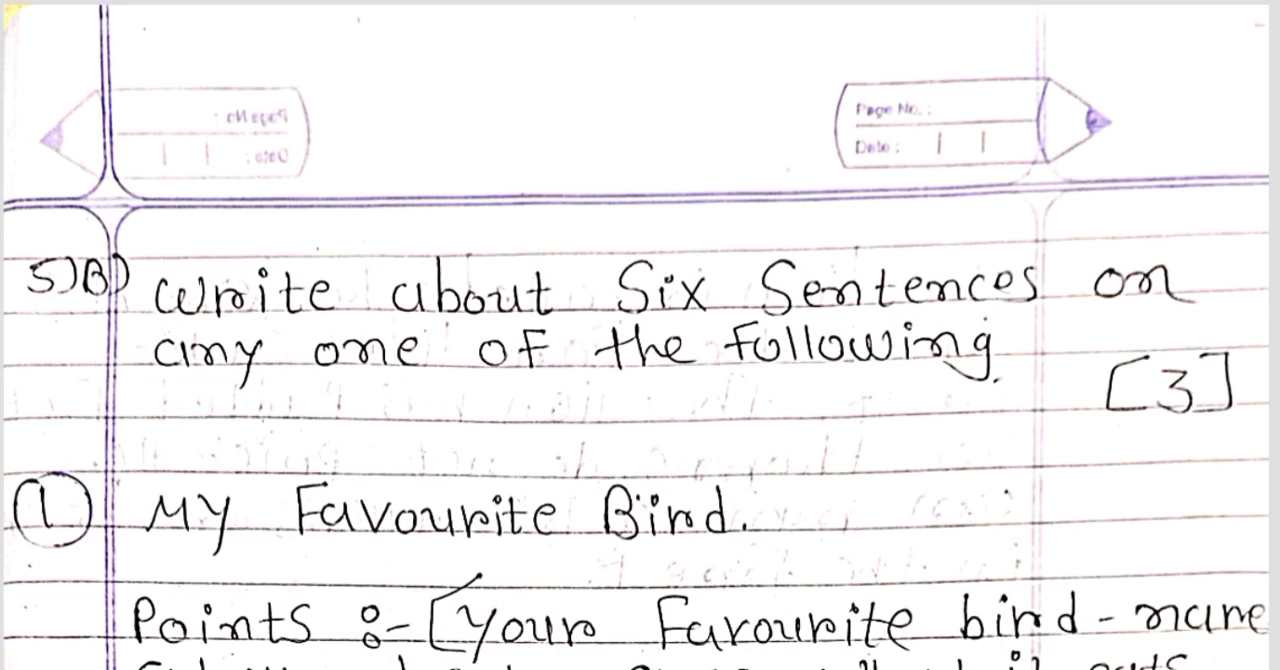 Page No. :
Date :
5)B) Write about Six Sentences on
any one of the following.
[3]
1 My Favourite Bird.
Points :- [Your Favourite bird - name